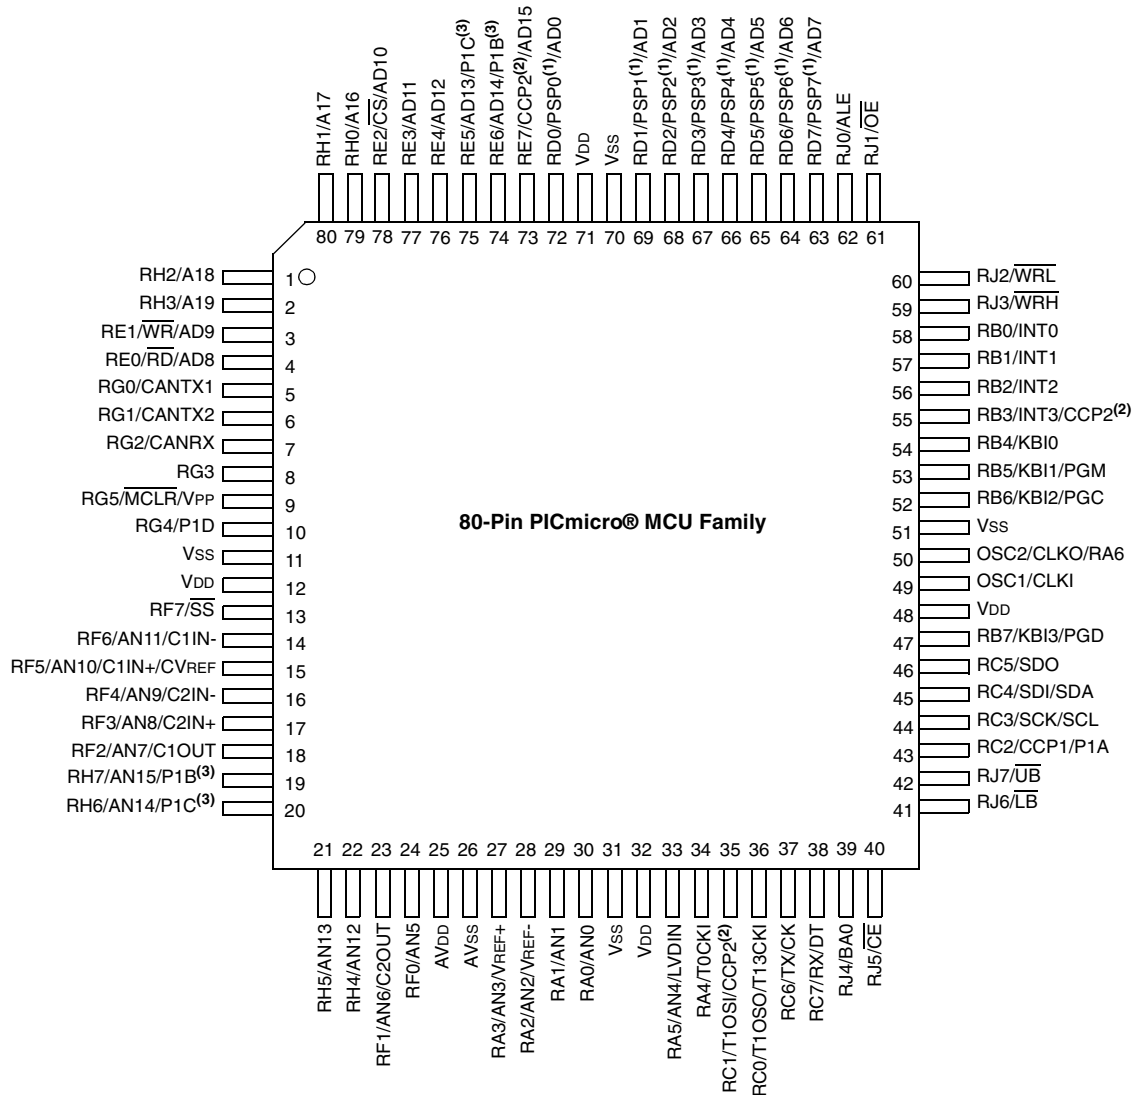 RH1/A17
RH0/A16
RE2/CS/AD10
RE3/AD11
RE4/AD12
RE5/AD13/P1C(3)
RE6/AD14/P1B(3)
RE7/CCP2(2)/AD15
RD0/PSP0(1)/AD0
VDD
VSS
RD1/PSP1(1)/AD1
RD2/PSP2(1)/AD2
RD3/PSP3(1)/AD3
RD4/PSP4(1)/AD4
RD5/PSP5(1)/AD5
RD6/PSP6(1)/AD6
RD7/PSP7(1)/AD7
RJ0/ALE
RJ1/OE
80 79 78 77 76 75 74 73 72 71 70 69 68 67 66 65 64 63 62 61
RH2/A18 1
RH3/A19 2
RE1/WR/AD9 3
RE0/RD/AD8 4
RG0/CANTX1 5
RG1/CANTX2 6
RG2/CANRX 7
RG3 8
RG5/MCLR/VPP 9
RG4/P1D 10
VSS 11
VDD 12
RF7/SS 13
RF6/AN11/C1IN- 14
RF5/AN10/C1IN+/CVREF 15
RF4/AN9/C2IN- 16
RF3/AN8/C2IN+ 17
RF2/AN7/C1OUT 18
RH7/AN15/P1B(3) 19
RH6/AN14/P1C(3) 20
80-Pin PICmicro® MCU Family
60 RJ2/WRL
59 RJ3/WRH
58 RB0/INT0
57 RB1/INT1
56 RB2/INT2
55 RB3/INT3/CCP2(2)
54 RB4/KBI0
53 RB5/KBI1/PGM
52 RB6/KBI2/PGC
51 VSS
50 OSC2/CLKO/RA6
49 OSC1/CLKI
48 VDD
47 RB7/KBI3/PGD
46 RC5/SDO
45 RC4/SDI/SDA
44 RC3/SCK/SCL
43 RC2/CCP1/P1A
42 RJ7/UB
41 RJ6/LB
21 22 23 24 25 26 27 28 29 30 31 32 33 34 35 36 37 38 39 40
RH5/AN13
RH4/AN12
RF1/AN6/C2OUT
RF0/AN5
AVDD
AVSS
RA3/AN3/VREF+
RA2/AN2/VREF-
RA1/AN1
RA0/AN0
VSS
VDD
RA5/AN4/LVDIN
RA4/T0CKI
RC1/T1OSI/CCP2(2)
RC0/T1OSO/T13CKI
RC6/TX/CK
RC7/RX/DT
RJ4/BA0
RJ5/CE